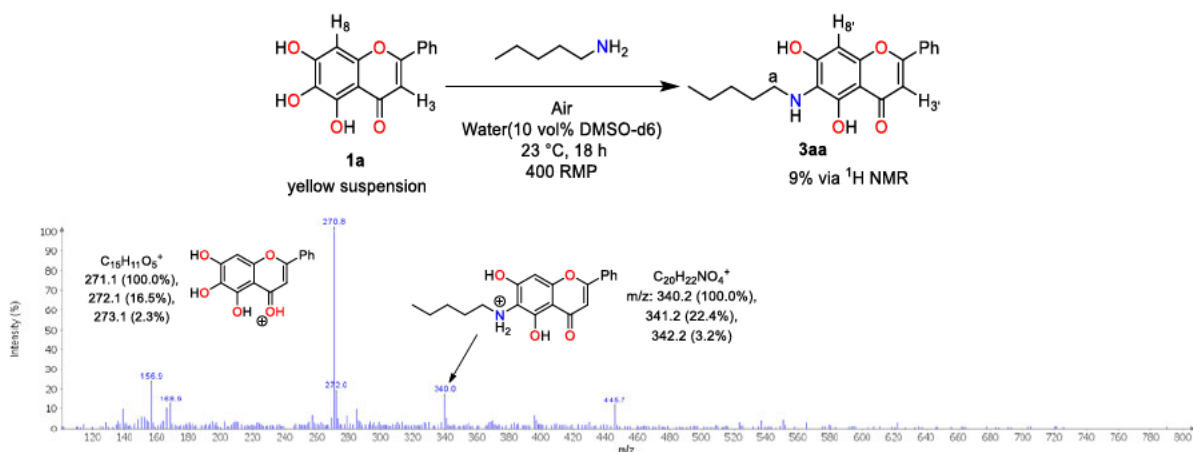 H8
HO
O
Ph
HO
H3
OH
O
1a
yellow suspension
NH2
Air
Water(10 vol% DMSO-d6)
23 °C, 18 h
400 RMP
H8'
HO
O
Ph
a
N
H
H3'
OH
O
3aa
9% via 1H NMR
270.8
C15H11O5+
271.1 (100.0%),
272.1 (16.5%),
273.1 (2.3%)
HO
O
Ph
HO
OH
OH
⊕
HO
O
Ph
⊕
N
H2
OH
O
C20H22NO4+
m/z: 340.2 (100.0%),
341.2 (22.4%),
342.2 (3.2%)
156.9
168.9
272.0
340.0
Intensity (%)
100
90
80
70
60
50
40
30
20
10
0
120 140 160 180 200 220 240 260 280 300 320 340 360 380 400 420 440 460 480 500 520 540 560 580 600 620 640 660 680 700 720 740 760 780 800
m/z